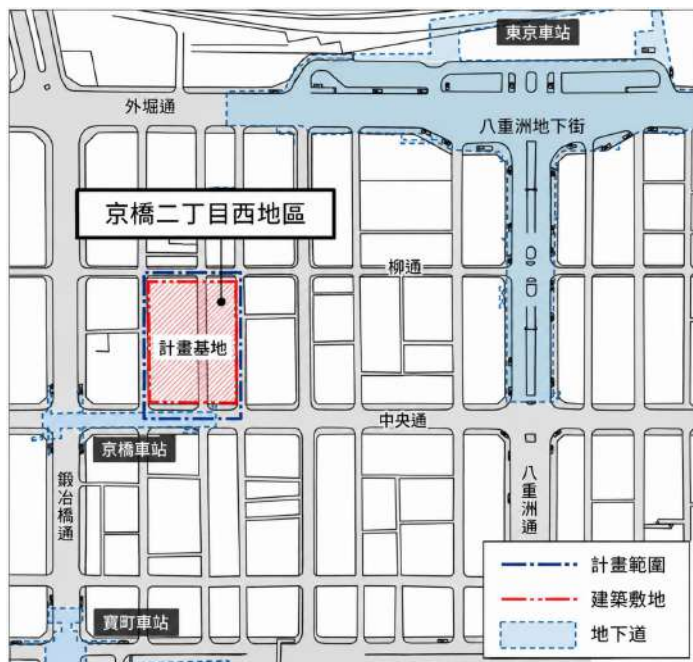 東京車站
外堀通
八重洲地下街
京橋二丁目西地區
柳通
計畫基地
中央通
京橋車站
鍛冶橋通
八重洲通
寶町車站
計畫範圍
建築敷地
地下道